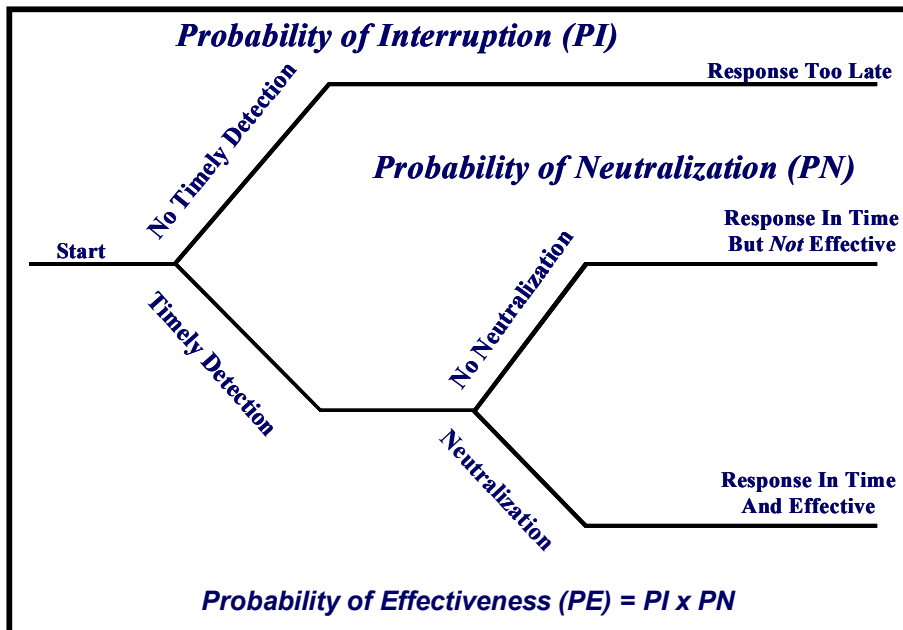 Probability of Interruption (PI)
Response Too Late
No Timely Detection
Probability of Neutralization (PN)
Response In Time
But Not Effective
Start
Timely Detection
No Neutralization
Neutralization
Response In Time
And Effective
Probability of Effectiveness (PE) = PI x PN